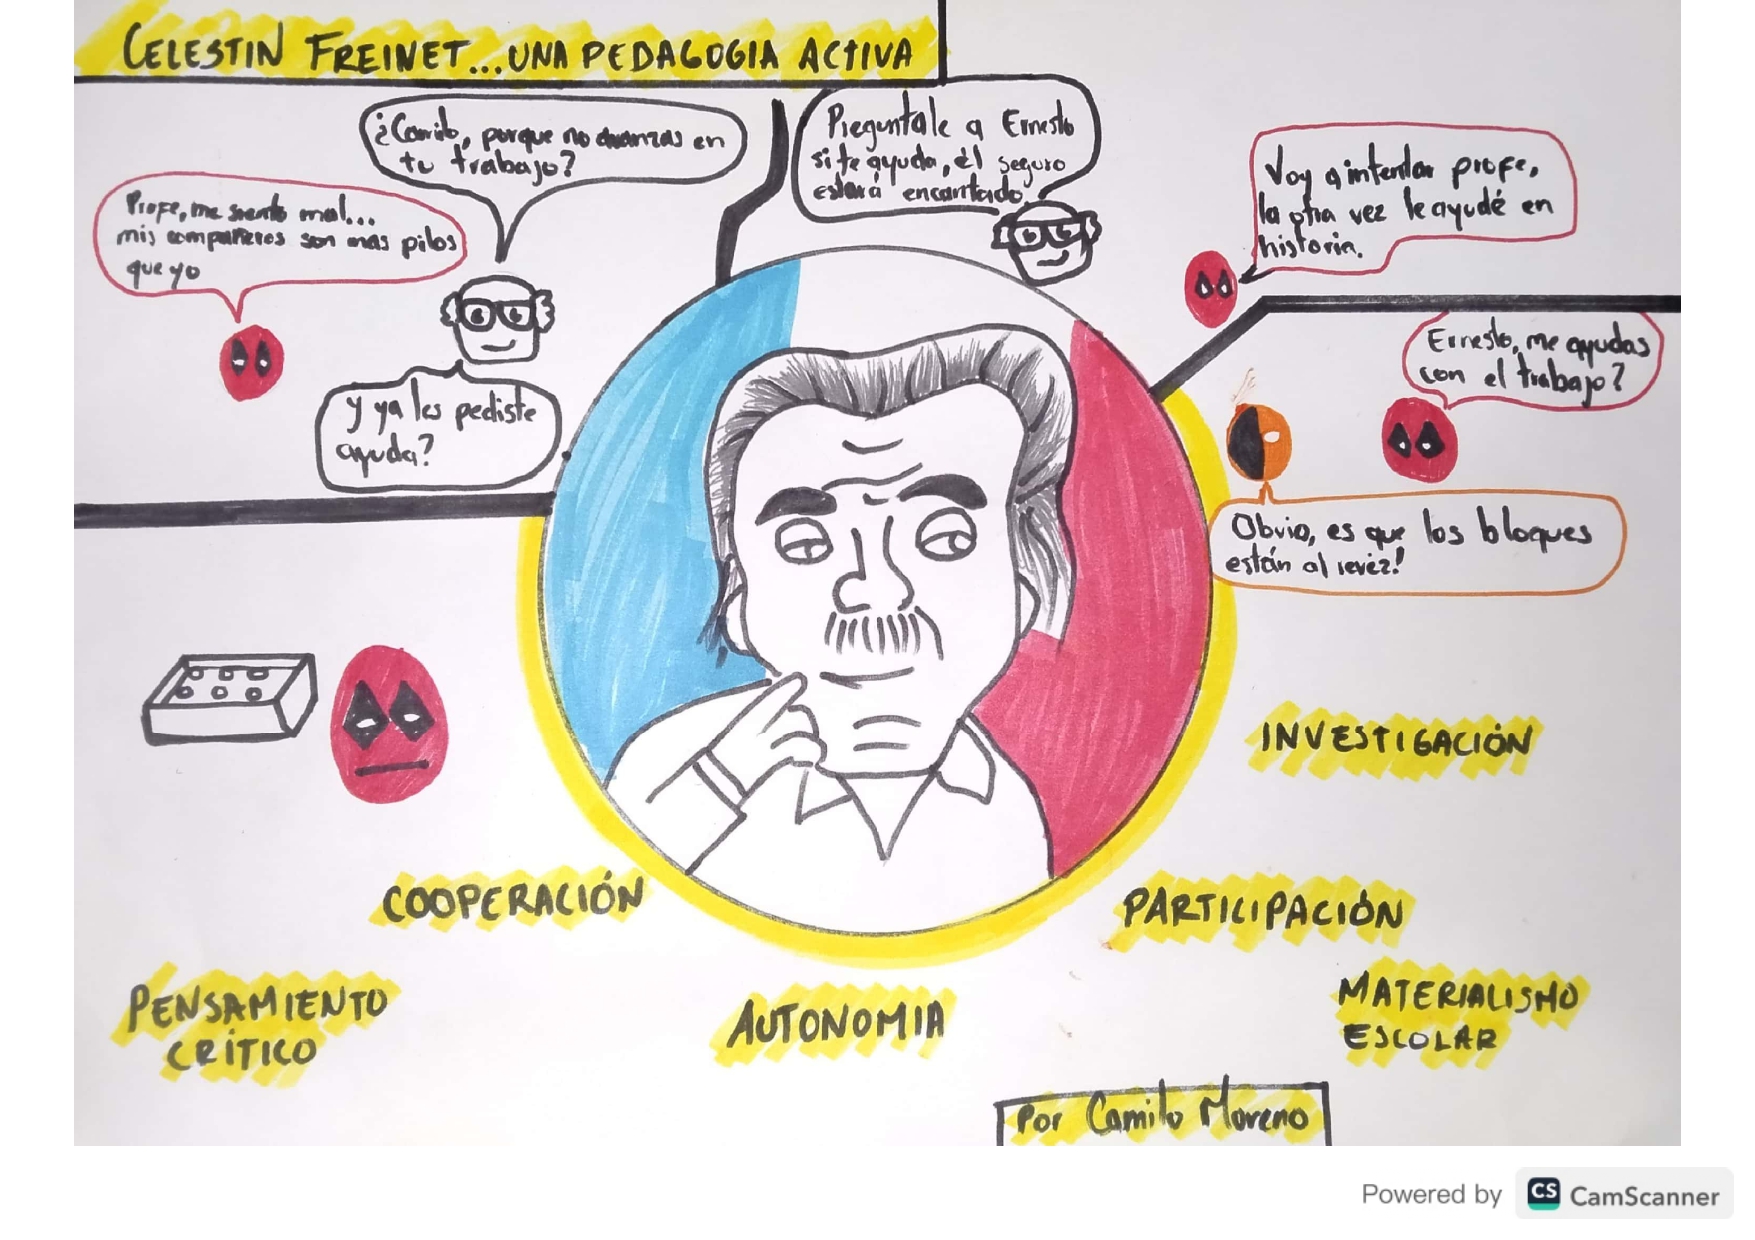 CELESTIN FREINET...UNA PEDAGOGIA ACTIVA
¿Camilo, porque no avanzas en
tu trabajo?
Profe, me siento mal...
mis compañeros son mas pilos
que yo
y ya les pediste
ayuda?
Preguntale a Ernesto
si te ayuda, él seguro
estará encantado.
Voy a intentar profe,
la otra vez le ayudé en
historia.
Ernesto, me ayudas
con el trabajo?
Obvio, es que los bloques
están al revez!
INVESTIGACIÓN
COOPERACIÓN
PARTICIPACIÓN
PENSAMIENTO
CRÍTICO
AUTONOMIA
MATERIALISMO
ESCOLAR
Por Camilo Moreno
Powered by CS CamScanner